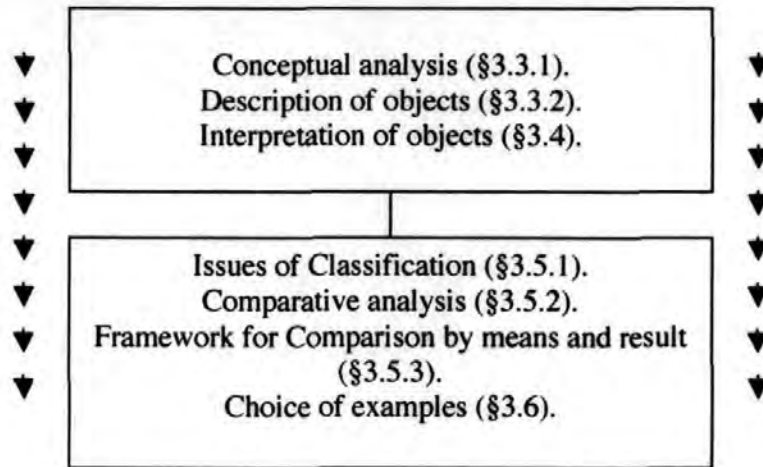 Conceptual analysis (§3.3.1).
Description of objects (§3.3.2).
Interpretation of objects (§3.4).
Issues of Classification (§3.5.1).
Comparative analysis (§3.5.2).
Framework for Comparison by means and result
(§3.5.3).
Choice of examples (§3.6).